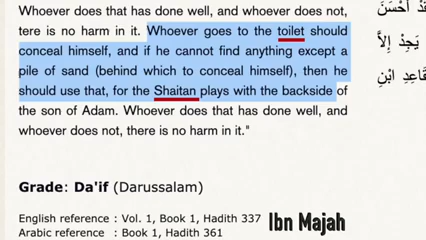 Whoever does that has done well, and whoever does not,
tere is no harm in it. Whoever goes to the toilet should
conceal himself, and if he cannot find anything except a
pile of sand (behind which to conceal himself), then he
should use that, for the Shaitan plays with the backside of
the son of Adam. Whoever does that has done well, and
whoever does not, there is no harm in it."
قَدْ أَحْسَنَ
يَجِدْ إِلاَّ
قَاعِدِ ابْنِ
Grade: Da'if (Darussalam)
English reference : Vol. 1, Book 1, Hadith 337
Arabic reference : Book 1, Hadith 361
Ibn Majah